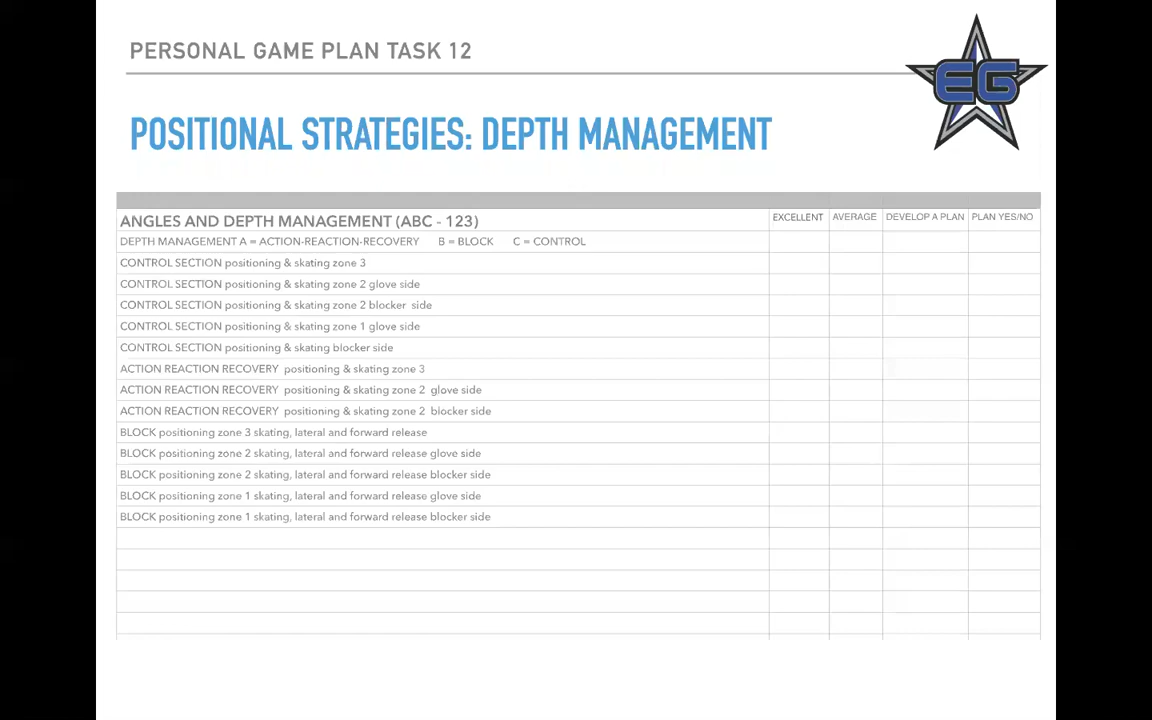 PERSONAL GAME PLAN TASK 12
EG
POSITIONAL STRATEGIES: DEPTH MANAGEMENT
ANGLES AND DEPTH MANAGEMENT (ABC - 123) EXCELLENT AVERAGE DEVELOP A PLAN PLAN YES/NO
DEPTH MANAGEMENT A = ACTION-REACTION-RECOVERY B = BLOCK C = CONTROL
CONTROL SECTION positioning & skating zone 3
CONTROL SECTION positioning & skating zone 2 glove side
CONTROL SECTION positioning & skating zone 2 blocker side
CONTROL SECTION positioning & skating zone 1 glove side
CONTROL SECTION positioning & skating blocker side
ACTION REACTION RECOVERY positioning & skating zone 3
ACTION REACTION RECOVERY positioning & skating zone 2 glove side
ACTION REACTION RECOVERY positioning & skating zone 2 blocker side
BLOCK positioning zone 3 skating, lateral and forward release
BLOCK positioning zone 2 skating, lateral and forward release glove side
BLOCK positioning zone 2 skating, lateral and forward release blocker side
BLOCK positioning zone 1 skating, lateral and forward release glove side
BLOCK positioning zone 1 skating, lateral and forward release blocker side